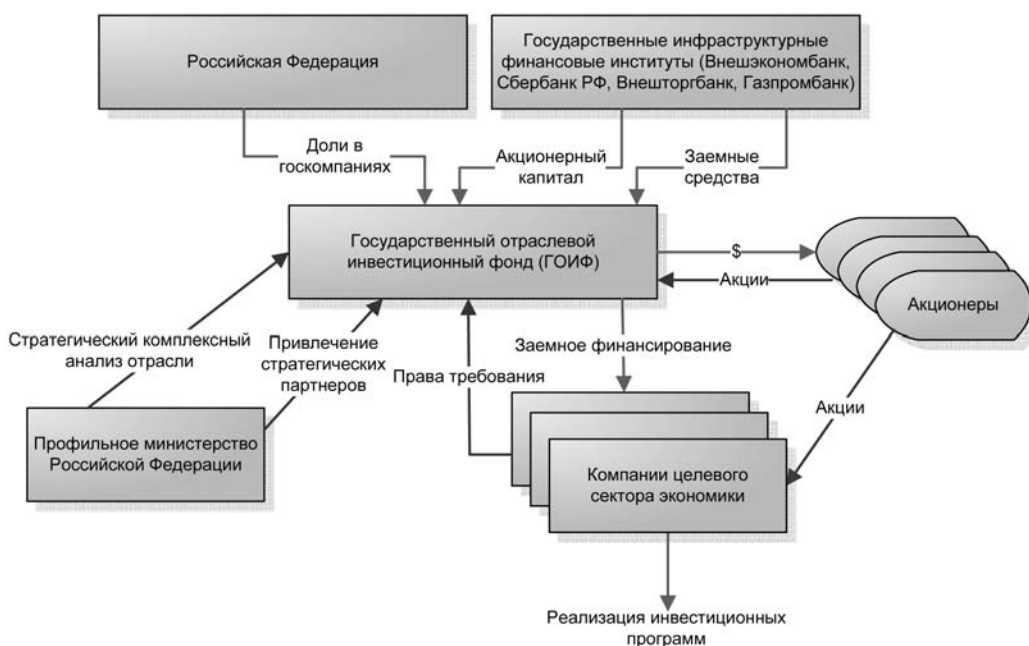 Российская Федерация
Государственные инфраструктурные
финансовые институты (Внешэкономбанк,
Сбербанк РФ, Внешторгбанк, Газпромбанк)
Доли в
госкомпаниях
Акционерный
капитал
Заемные
средства
Государственный отраслевой
инвестиционный фонд (ГОИФ)
$
Акции
Акционеры
Стратегический комплексный
анализ отрасли
Привлечение
стратегических
партнеров
Права требования
Заемное финансирование
Акции
Профильное министерство
Российской Федерации
Компании целевого
сектора экономики
Реализация инвестиционных
программ